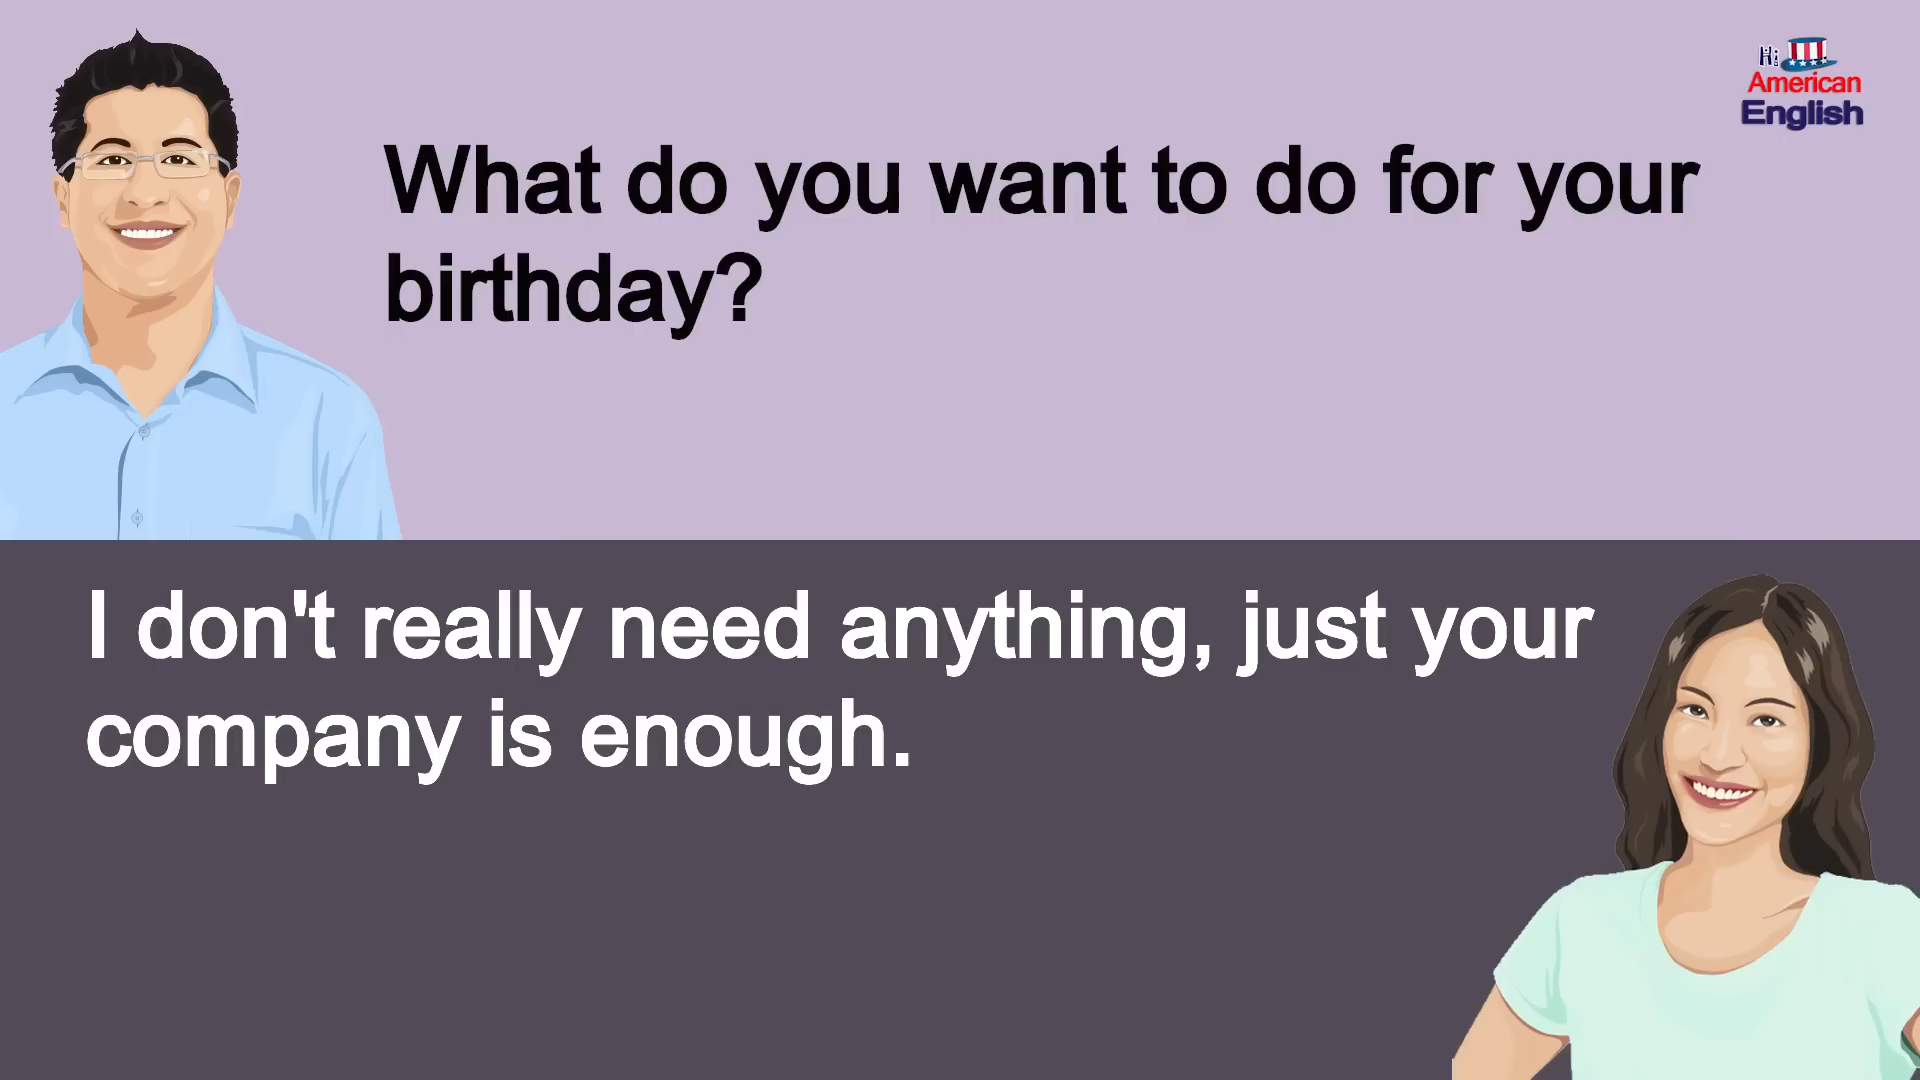 Hi
American
English
What do you want to do for your
birthday?
I don't really need anything, just your
company is enough.